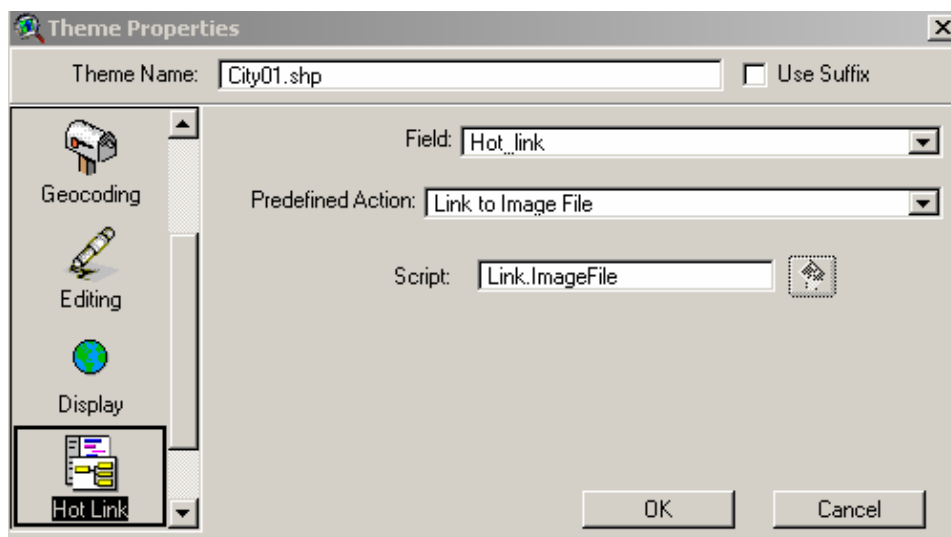 Theme Properties
Theme Name: City01.shp Use Suffix
Geocoding
Editing
Display
Hot Link
Field: Hot_link
Predefined Action: Link to Image File
Script: Link.ImageFile
OK Cancel